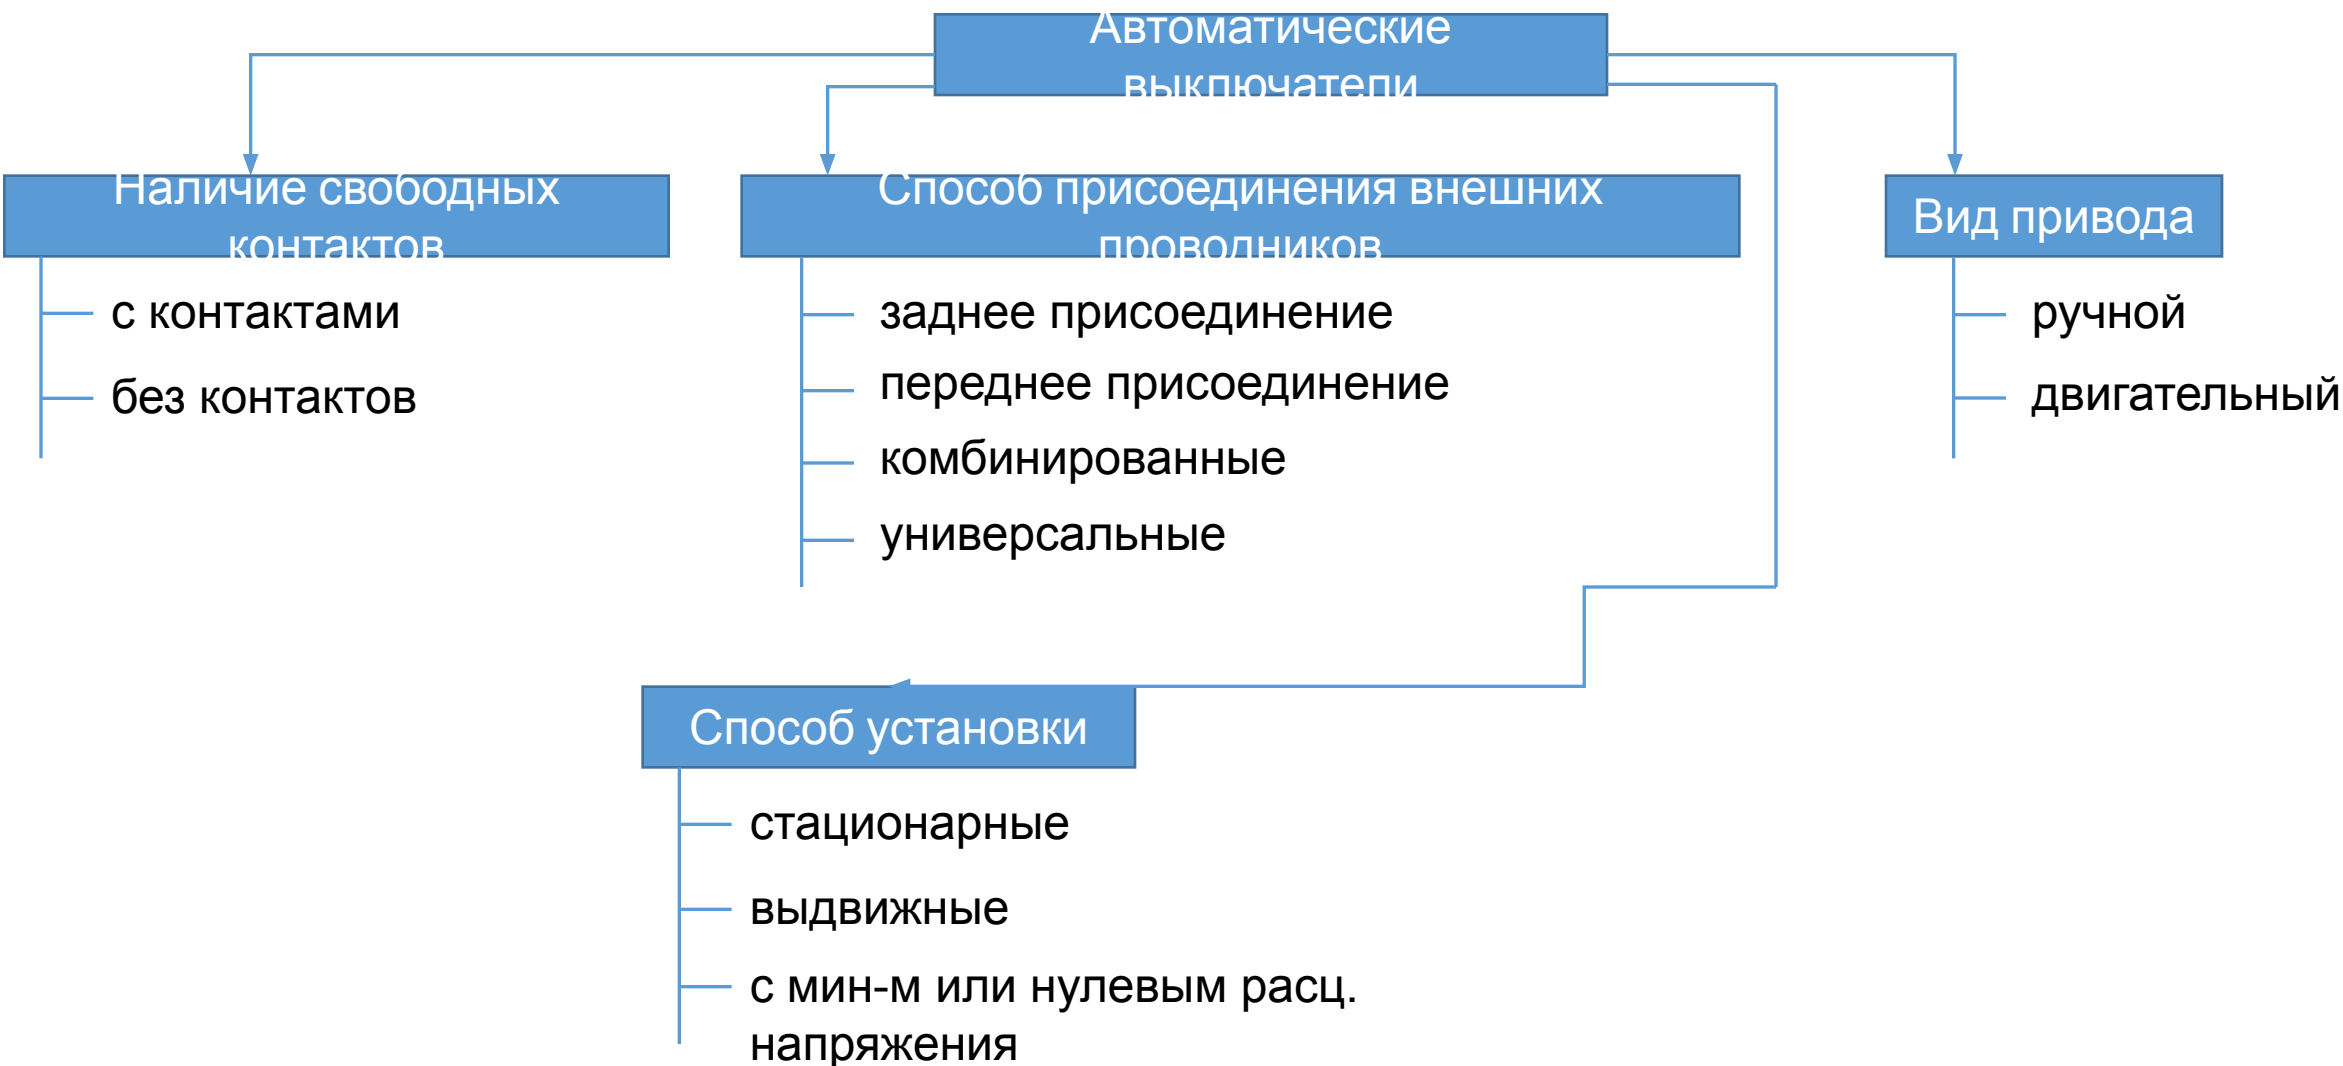 Автоматические
выключатели
Наличие свободных
контактов
Способ присоединения внешних
проводников
Вид привода
с контактами
без контактов
заднее присоединение
переднее присоединение
комбинированные
универсальные
ручной
двигательный
Способ установки
стационарные
выдвижные
с мин-м или нулевым расц.
напряжения